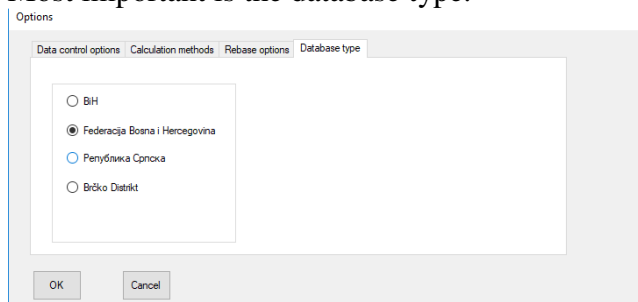 Most important is the database type.
Options
Data control options Calculation methods Rebase options Database type
BiH
Federacija Bosna i Hercegovina
Република Српска
Brčko Distrikt
OK Cancel